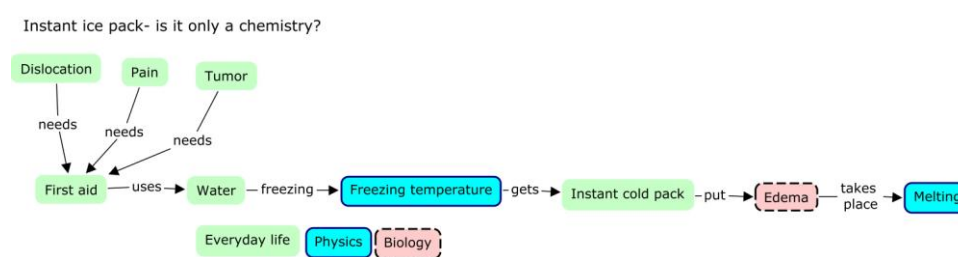 Instant ice pack- is it only a chemistry?
Dislocation
Pain
Tumor
needs
needs
needs
First aid
uses
Water
freezing
Freezing temperature
gets
Instant cold pack
put
Edema
takes
place
Melting
Everyday life
Physics
Biology